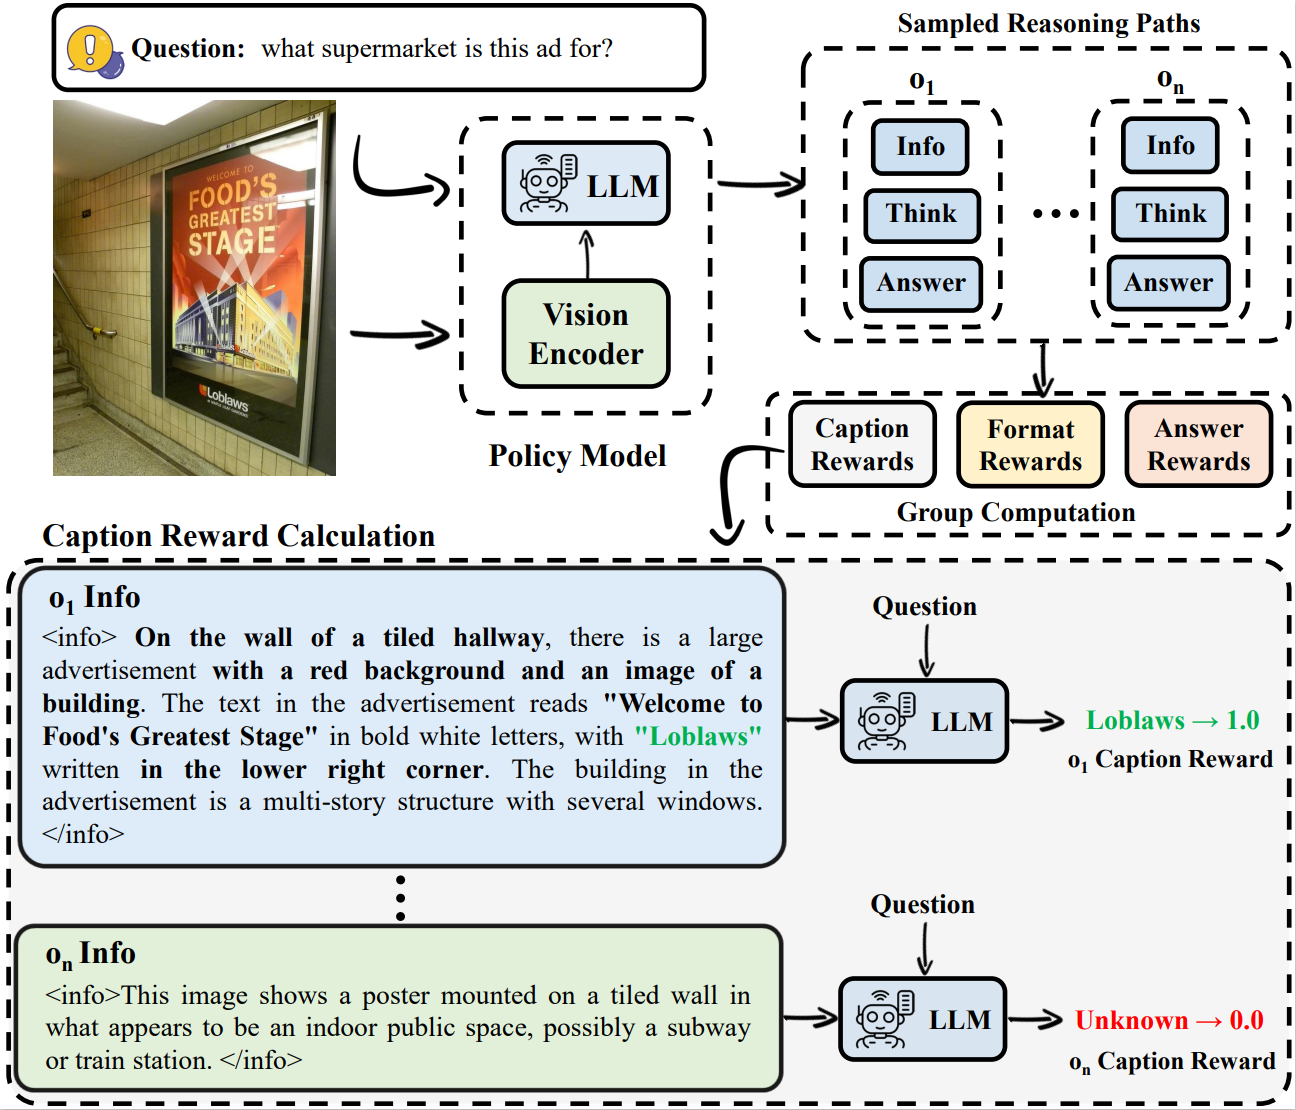 Question: what supermarket is this ad for?
WELCOME TO
FOOD'S
GREATEST
STAGE
Loblaws
LLM
Vision
Encoder
Policy Model
Sampled Reasoning Paths
o1
Info
Think
Answer
on
Info
Think
Answer
Caption
Rewards
Format
Rewards
Answer
Rewards
Group Computation
Caption Reward Calculation
o1 Info
<info> On the wall of a tiled hallway, there is a large
advertisement with a red background and an image of a
building. The text in the advertisement reads "Welcome to
Food's Greatest Stage" in bold white letters, with "Loblaws"
written in the lower right corner. The building in the
advertisement is a multi-story structure with several windows.
</info>
Question
LLM
Loblaws → 1.0
o1 Caption Reward
on Info
<info>This image shows a poster mounted on a tiled wall in
what appears to be an indoor public space, possibly a subway
or train station. </info>
Question
LLM
Unknown → 0.0
on Caption Reward